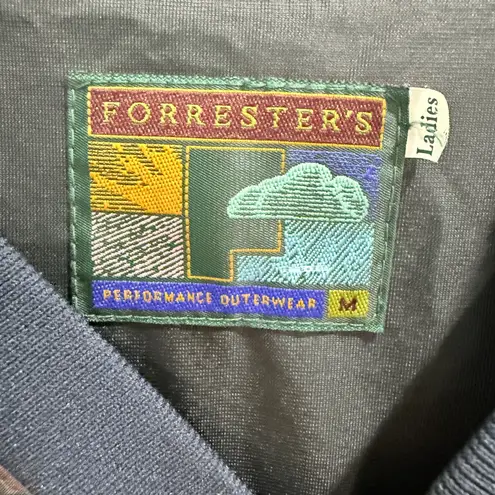 FORRESTER'S
Ladies
PERFORMANCE OUTERWEAR M